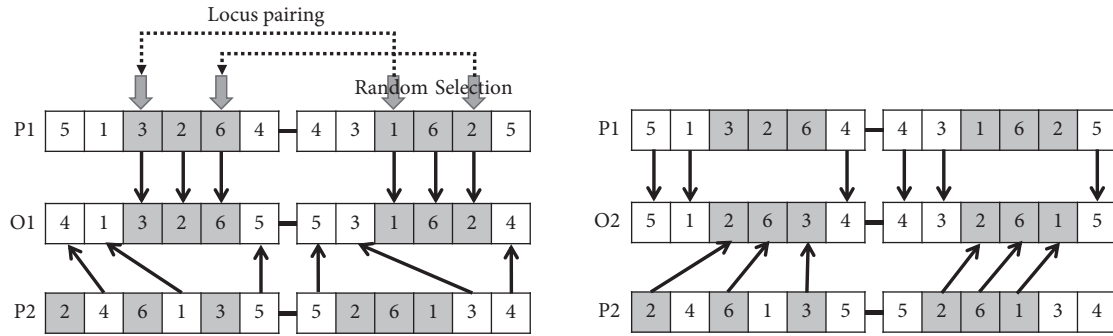 Locus pairing
Random Selection
P1 5 1 3 2 6 4 4 3 1 6 2 5
O1 4 1 3 2 6 5 5 3 1 6 2 4
P2 2 4 6 1 3 5 5 2 6 1 3 4
P1 5 1 3 2 6 4 4 3 1 6 2 5
O2 5 1 2 6 3 4 4 3 2 6 1 5
P2 2 4 6 1 3 5 5 2 6 1 3 4